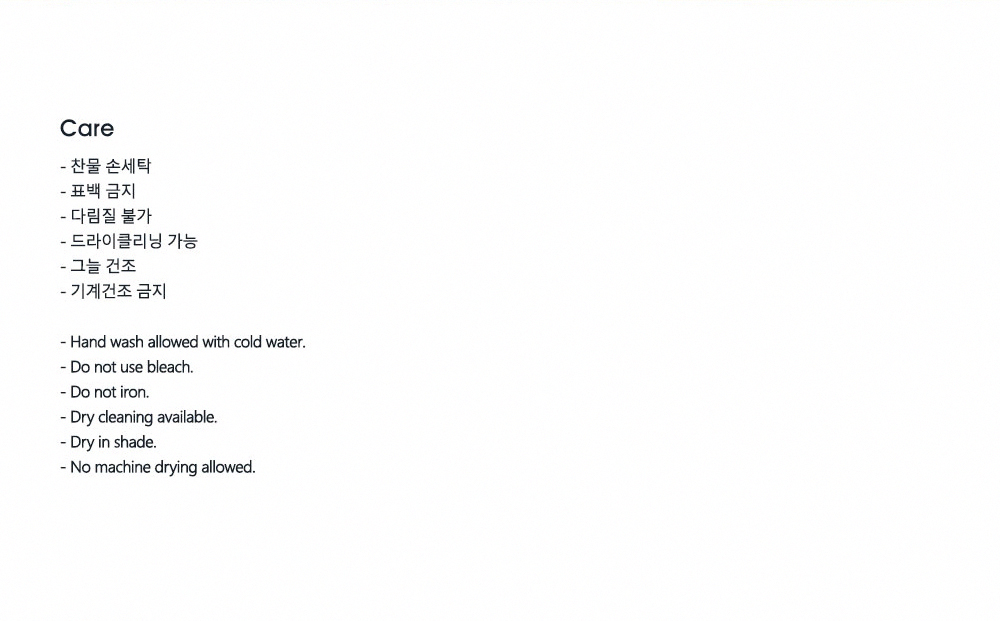 Care
- 찬물 손세탁
- 표백 금지
- 다림질 불가
- 드라이클리닝 가능
- 그늘 건조
- 기계건조 금지
- Hand wash allowed with cold water.
- Do not use bleach.
- Do not iron.
- Dry cleaning available.
- Dry in shade.
- No machine drying allowed.